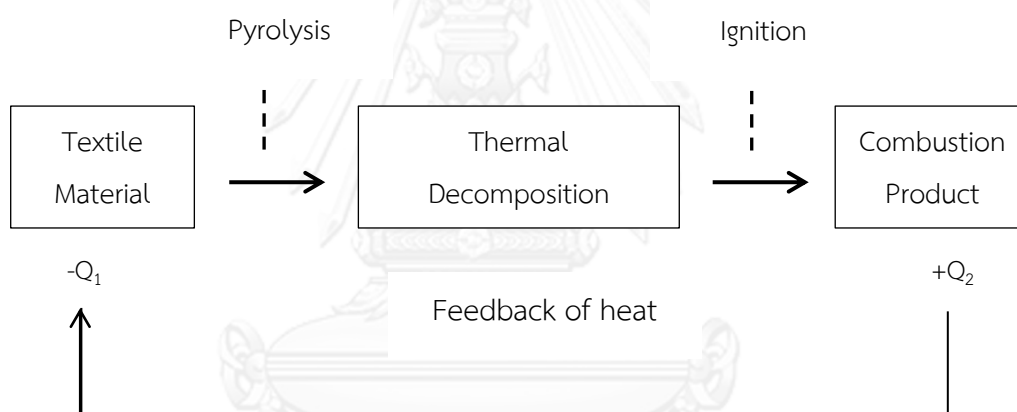 Pyrolysis
Ignition
Textile
Material
Thermal
Decomposition
Combustion
Product
-Q₁
+Q₂
Feedback of heat